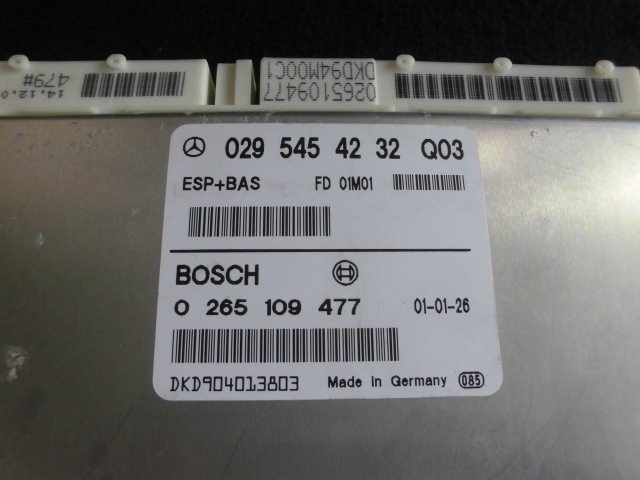 14.12.0
479#
0265109477
DKD94M00C1
029 545 42 32 Q03
ESP+BAS FD 01M01
BOSCH
0 265 109 477 01-01-26
DKD904013803 Made in Germany 085